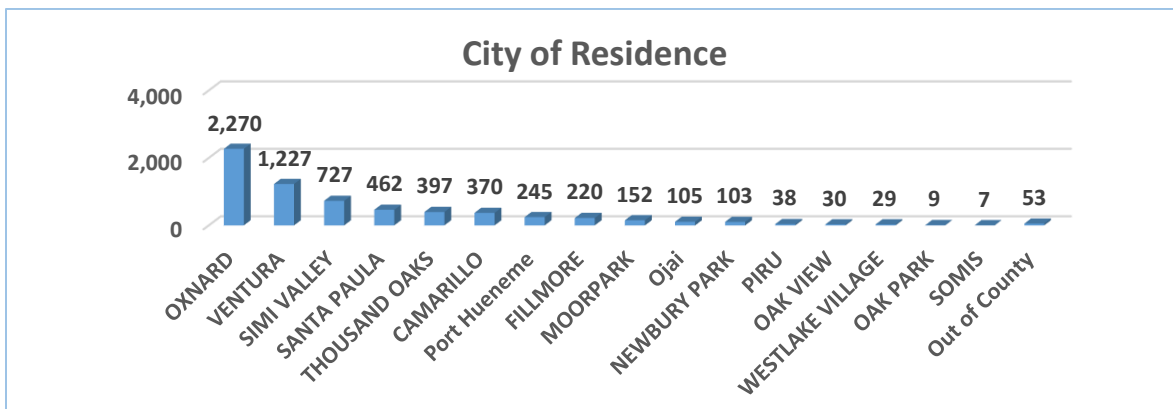 City of Residence
4,000
2,000
0
2,270
1,227
727
462
397
370
245
220
152
105
103
38
30
29
9
7
53
OXNARD
VENTURA
SIMI VALLEY
SANTA PAULA
THOUSAND OAKS
CAMARILLO
Port Hueneme
FILLMORE
MOORPARK
Ojai
NEWBURY PARK
PIRU
OAK VIEW
WESTLAKE VILLAGE
OAK PARK
SOMIS
Out of County